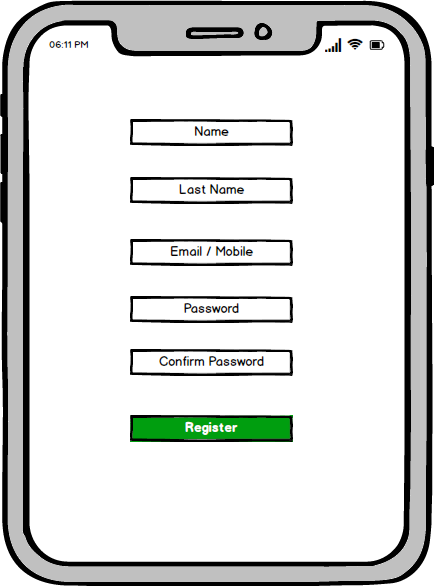 06:11 PM
Name
Last Name
Email / Mobile
Password
Confirm Password
Register